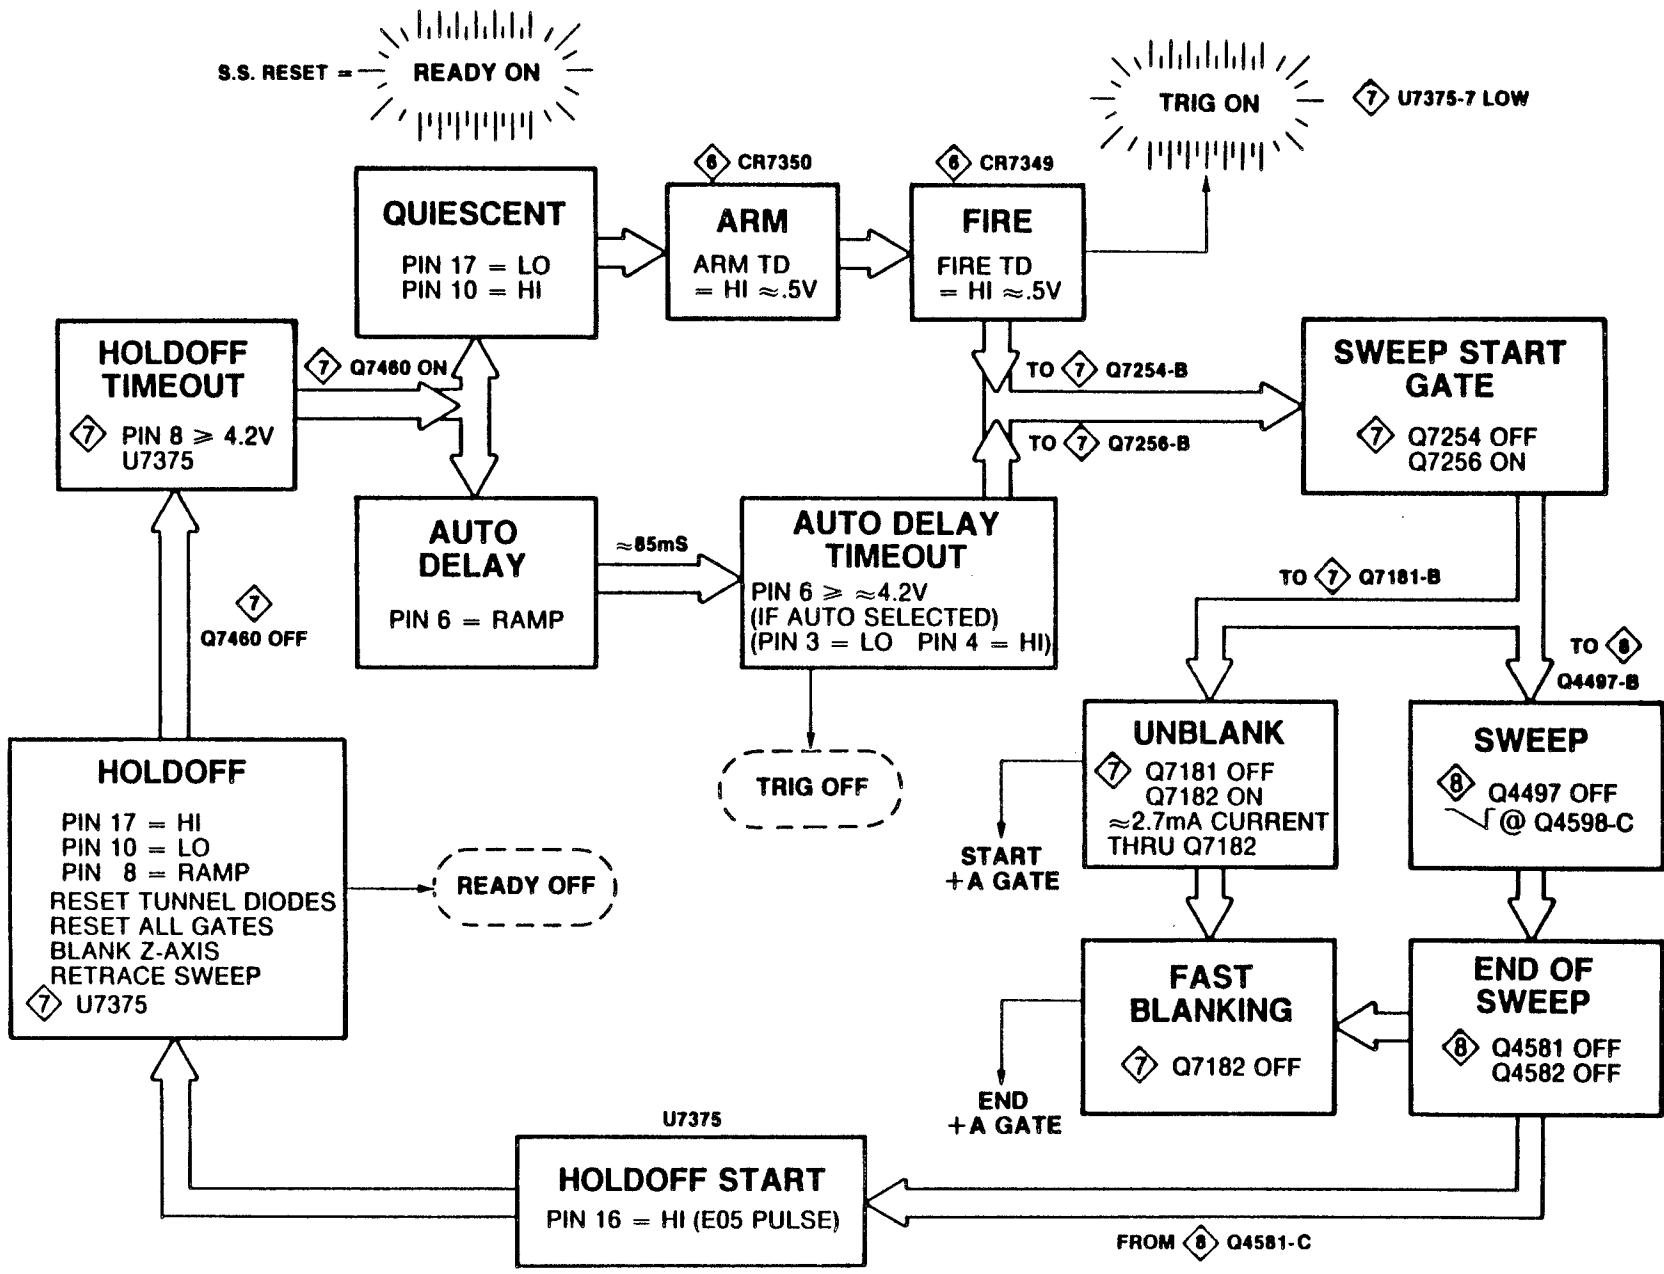 S.S. RESET =
READY ON
TRIG ON
7 U7375-7 LOW
QUIESCENT
PIN 17 = LO
PIN 10 = HI
6 CR7350
ARM
ARM TD
= HI ≈.5V
6 CR7349
FIRE
FIRE TD
= HI ≈.5V
HOLDOFF
TIMEOUT
7 PIN 8 ⩾ 4.2V
U7375
7 Q7460 ON
TO 7 Q7254-B
TO 7 Q7256-B
SWEEP START
GATE
7 Q7254 OFF
Q7256 ON
AUTO
DELAY
PIN 6 = RAMP
≈85mS
AUTO DELAY
TIMEOUT
PIN 6 ⩾ ≈4.2V
(IF AUTO SELECTED)
(PIN 3 = LO PIN 4 = HI)
TRIG OFF
7
Q7460 OFF
TO 7 Q7181-B
TO 8
Q4497-B
HOLDOFF
PIN 17 = HI
PIN 10 = LO
PIN 8 = RAMP
RESET TUNNEL DIODES
RESET ALL GATES
BLANK Z-AXIS
RETRACE SWEEP
7 U7375
READY OFF
UNBLANK
7 Q7181 OFF
Q7182 ON
≈2.7mA CURRENT
THRU Q7182
START
+A GATE
SWEEP
8 Q4497 OFF
@ Q4598-C
FAST
BLANKING
7 Q7182 OFF
END
+A GATE
END OF
SWEEP
8 Q4581 OFF
Q4582 OFF
U7375
HOLDOFF START
PIN 16 = HI (E05 PULSE)
FROM 8 Q4581-C